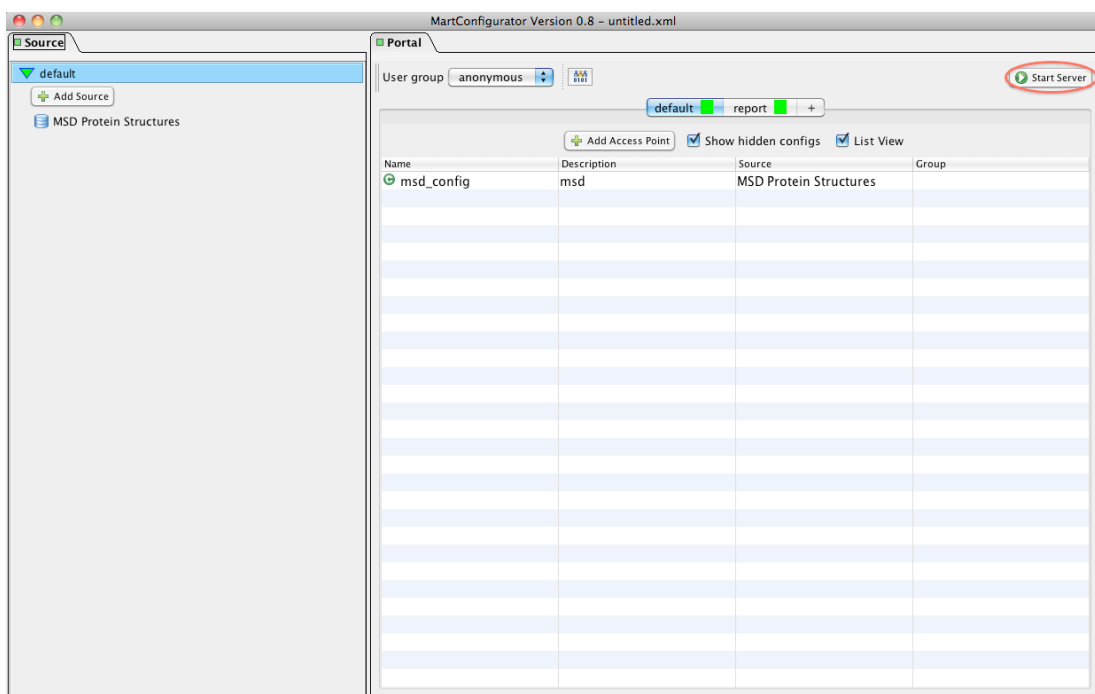 MartConfigurator Version 0.8 – untitled.xml
Source
default
Add Source
MSD Protein Structures
Portal
User group anonymous
Start Server
default report +
Add Access Point Show hidden configs List View
Name Description Source Group
msd_config msd MSD Protein Structures